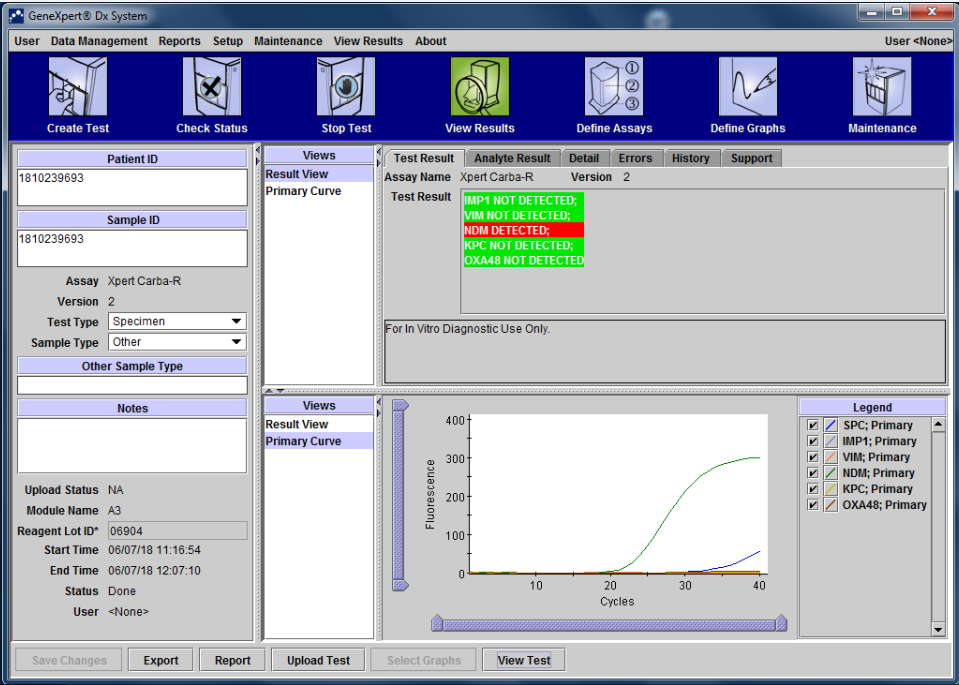 GeneXpert® Dx System
User Data Management Reports Setup Maintenance View Results About User <None>
① ② ③
Create Test Check Status Stop Test View Results Define Assays Define Graphs Maintenance
Patient ID
1810239693
Sample ID
1810239693
Assay Xpert Carba-R
Version 2
Test Type Specimen
Sample Type Other
Other Sample Type
Notes
Upload Status NA
Module Name A3
Reagent Lot ID* 06904
Start Time 06/07/18 11:16:54
End Time 06/07/18 12:07:10
Status Done
User <None>
Views
Result View
Primary Curve
Test Result Analyte Result Detail Errors History Support
Assay Name Xpert Carba-R Version 2
Test Result
IMP1 NOT DETECTED;
VIM NOT DETECTED;
NDM DETECTED;
KPC NOT DETECTED;
OXA48 NOT DETECTED
For In Vitro Diagnostic Use Only.
Views
Result View
Primary Curve
400
300
200
100
0
Fluorescence
10 20 30 40
Cycles
Legend
SPC; Primary
IMP1; Primary
VIM; Primary
NDM; Primary
KPC; Primary
OXA48; Primary
Save Changes Export Report Upload Test Select Graphs View Test